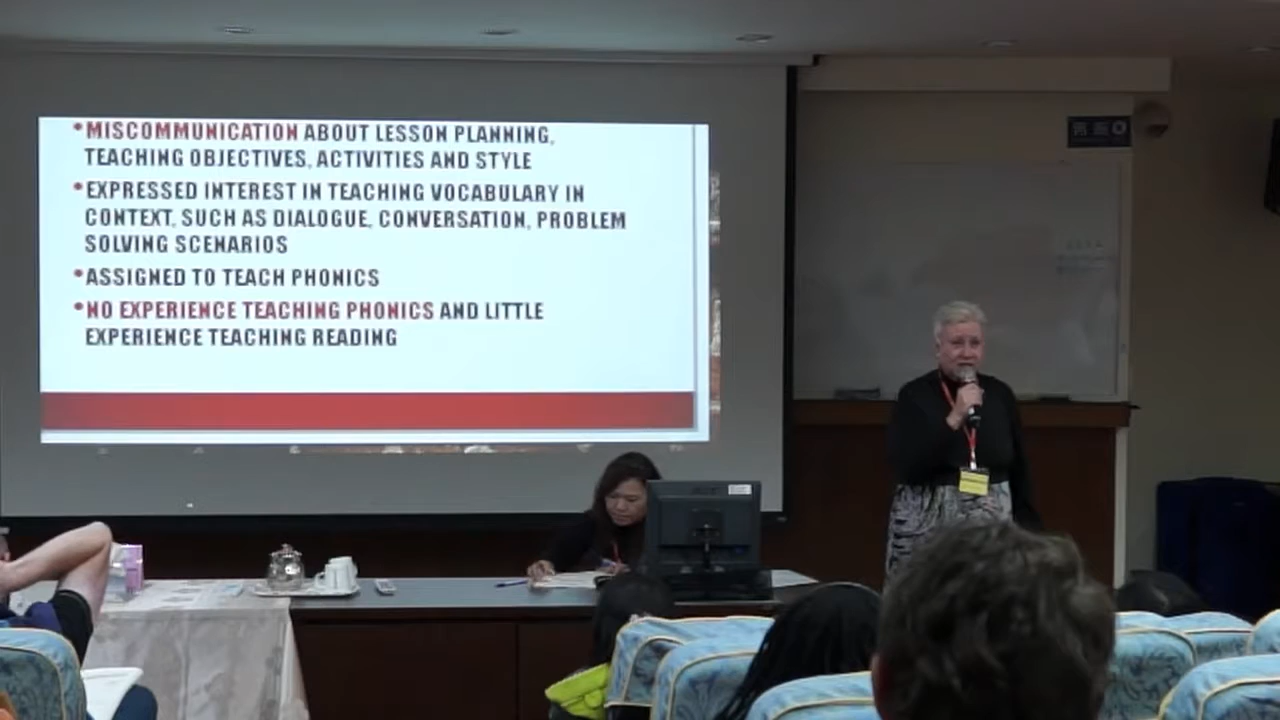 •MISCOMMUNICATION ABOUT LESSON PLANNING,
TEACHING OBJECTIVES, ACTIVITIES AND STYLE
•EXPRESSED INTEREST IN TEACHING VOCABULARY IN
CONTEXT, SUCH AS DIALOGUE, CONVERSATION, PROBLEM
SOLVING SCENARIOS
•ASSIGNED TO TEACH PHONICS
•NO EXPERIENCE TEACHING PHONICS AND LITTLE
EXPERIENCE TEACHING READING